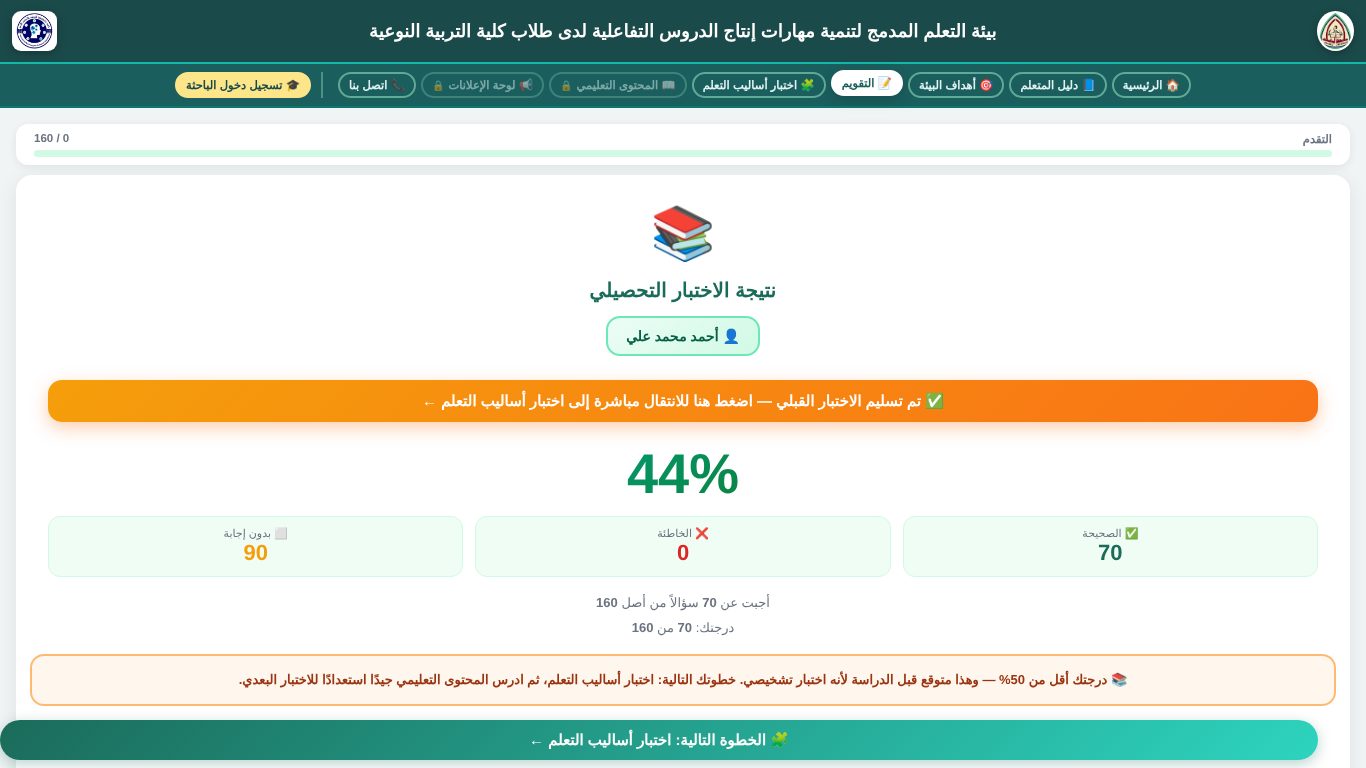 بيئة التعلم المدمج لتنمية مهارات إنتاج الدروس التفاعلية لدى طلاب كلية التربية النوعية
🏠 الرئيسية
📘 دليل المتعلم
🎯 أهداف البيئة
📝 التقويم
🧩 اختبار أساليب التعلم
📖 المحتوى التعليمي 🔒
📢 لوحة الإعلانات 🔒
📞 اتصل بنا
🎓 تسجيل دخول الباحثة
التقدم
0 / 160
نتيجة الاختبار التحصيلي
👤 أحمد محمد علي
✅ تم تسليم الاختبار القبلي — اضغط هنا للانتقال مباشرة إلى اختبار أساليب التعلم ←
44%
✅ الصحيحة
70
❌ الخاطئة
0
⬜ بدون إجابة
90
أجبت عن 70 سؤالاً من أصل 160
درجتك: 70 من 160
📚 درجتك أقل من 50% — وهذا متوقع قبل الدراسة لأنه اختبار تشخيصي. خطوتك التالية: اختبار أساليب التعلم، ثم ادرس المحتوى التعليمي جيدًا استعدادًا للاختبار البعدي.
🧩 الخطوة التالية: اختبار أساليب التعلم ←